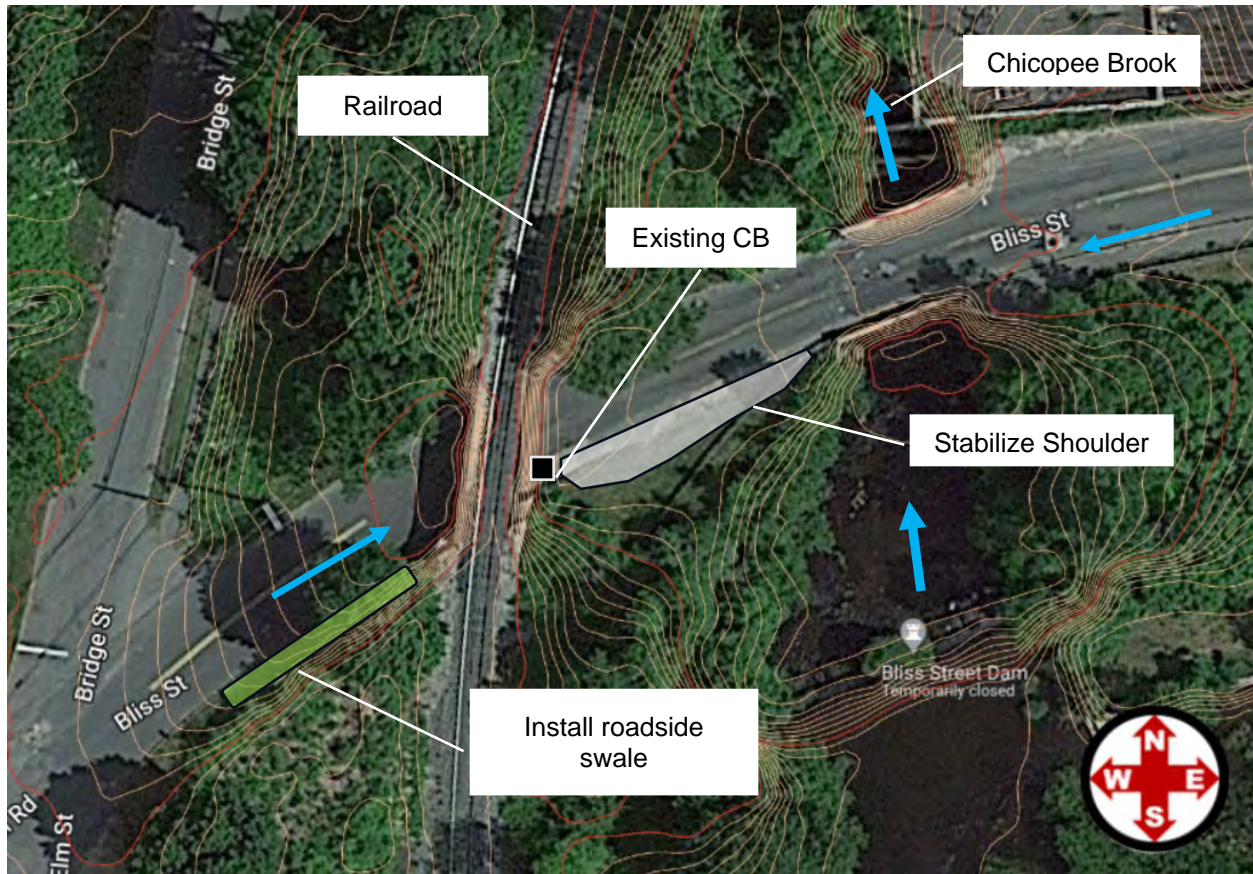 Chicopee Brook
Railroad
Bridge St
Existing CB
Bliss St
Stabilize Shoulder
Bridge St
Bliss St
Bliss Street Dam
Temporarily closed
Install roadside
swale
Rd
Elm St
N
W E
S